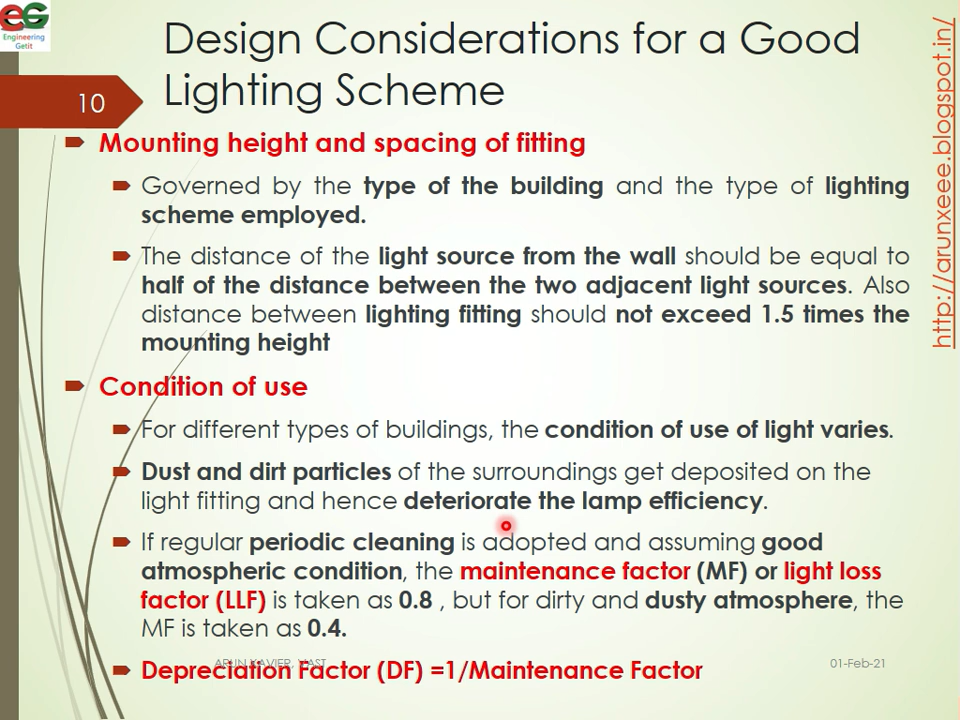 EG
Engineering
Getit
Design Considerations for a Good
Lighting Scheme
10
http://arunxeee.blogspot.in/
Mounting height and spacing of fitting
Governed by the type of the building and the type of lighting
scheme employed.
The distance of the light source from the wall should be equal to
half of the distance between the two adjacent light sources. Also
distance between lighting fitting should not exceed 1.5 times the
mounting height
Condition of use
For different types of buildings, the condition of use of light varies.
Dust and dirt particles of the surroundings get deposited on the
light fitting and hence deteriorate the lamp efficiency.
If regular periodic cleaning is adopted and assuming good
atmospheric condition, the maintenance factor (MF) or light loss
factor (LLF) is taken as 0.8 , but for dirty and dusty atmosphere, the
MF is taken as 0.4.
ARUN XAVIER, VAST
01-Feb-21
Depreciation Factor (DF) =1/Maintenance Factor